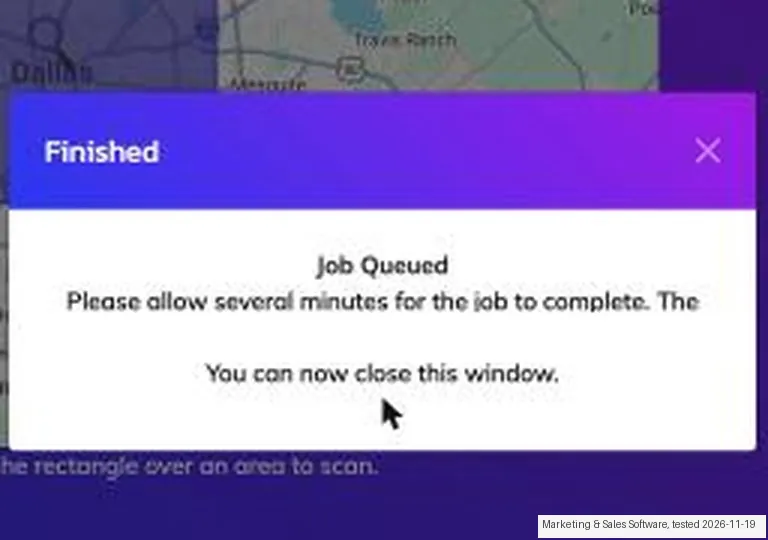 Travis Ranch
Dallas
Mesquite
Finished
Job Queued
Please allow several minutes for the job to complete. The
You can now close this window.
he rectangle over an area to scan.
Marketing & Sales Software, tested 2026-11-19